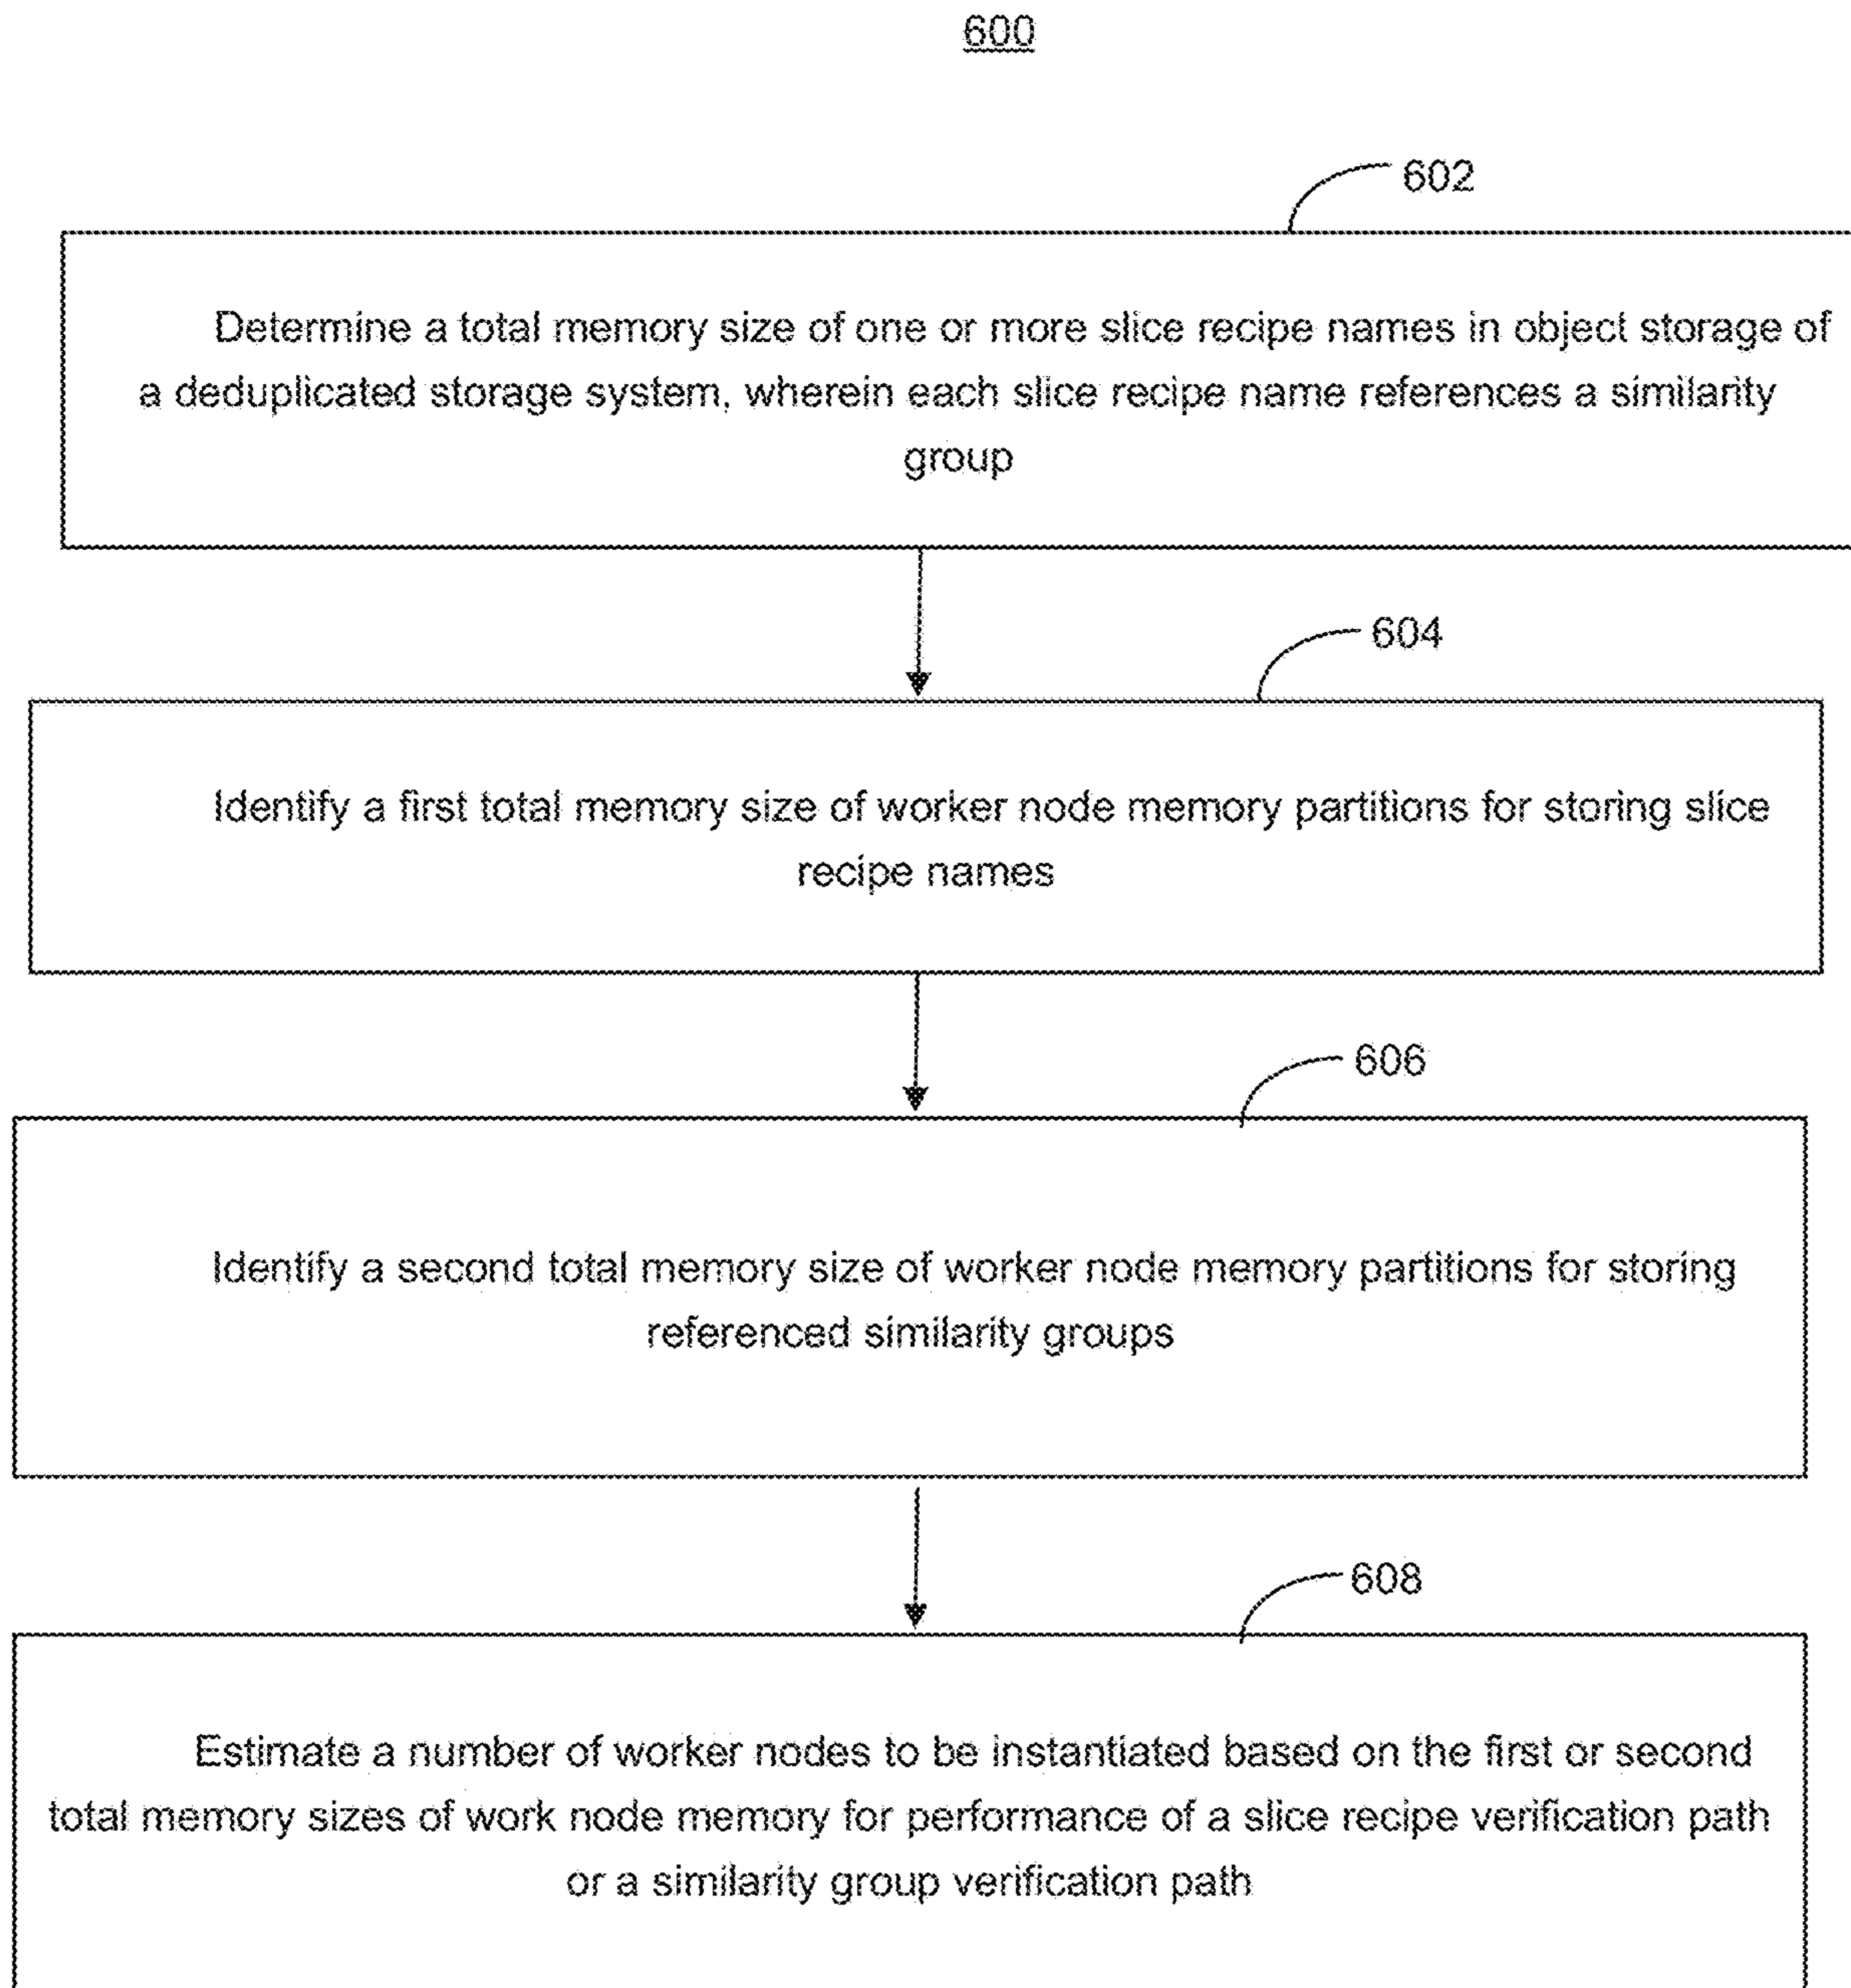 600
602
Determine a total memory size of one or more slice recipe names in object storage of
a deduplicated storage system, wherein each slice recipe name references a similarity
group
604
Identify a first total memory size of worker node memory partitions for storing slice
recipe names
606
Identify a second total memory size of worker node memory partitions for storing
referenced similarity groups
608
Estimate a number of worker nodes to be instantiated based on the first or second
total memory sizes of work node memory for performance of a slice recipe verification path
or a similarity group verification path